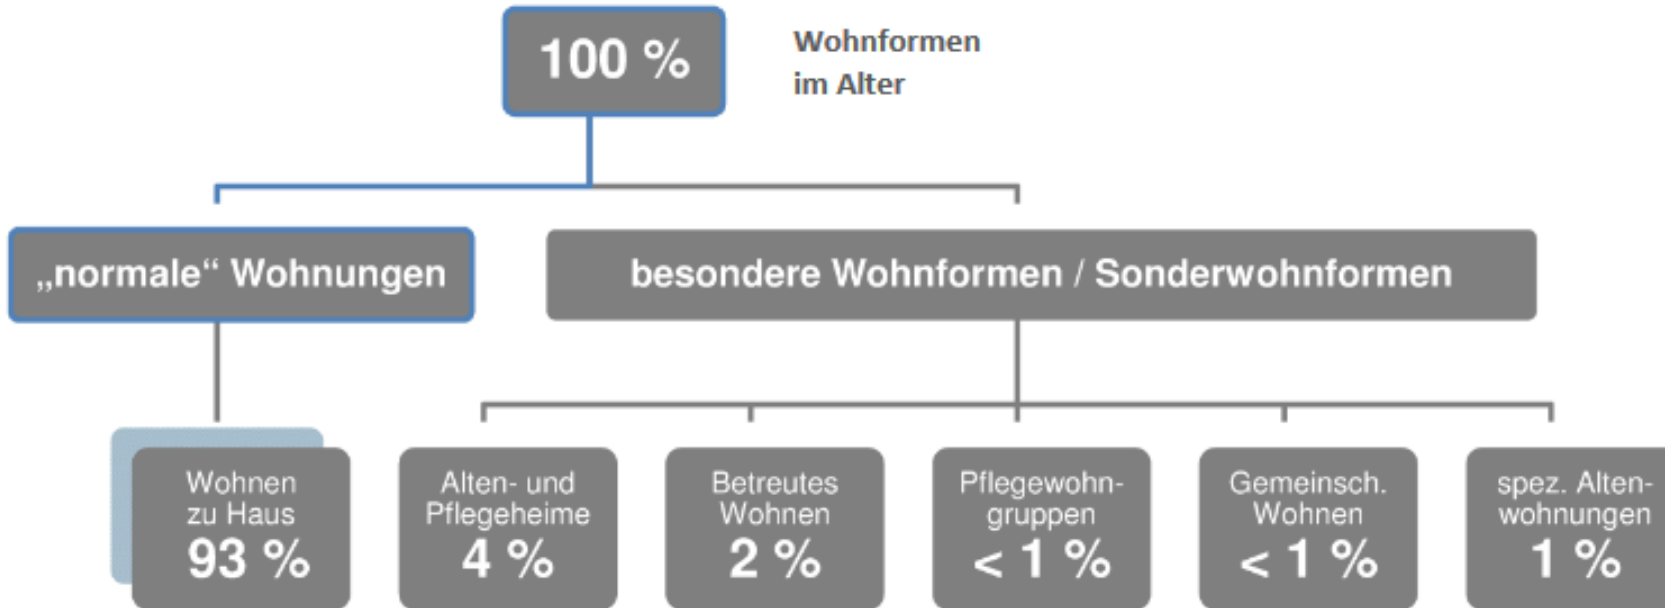 100 %
Wohnformen
im Alter
„normale“ Wohnungen
besondere Wohnformen / Sonderwohnformen
Wohnen
zu Haus
93 %
Alten- und
Pflegeheime
4 %
Betreutes
Wohnen
2 %
Pflegewohn-
gruppen
< 1 %
Gemeinsch.
Wohnen
< 1 %
spez. Alten-
wohnungen
1 %